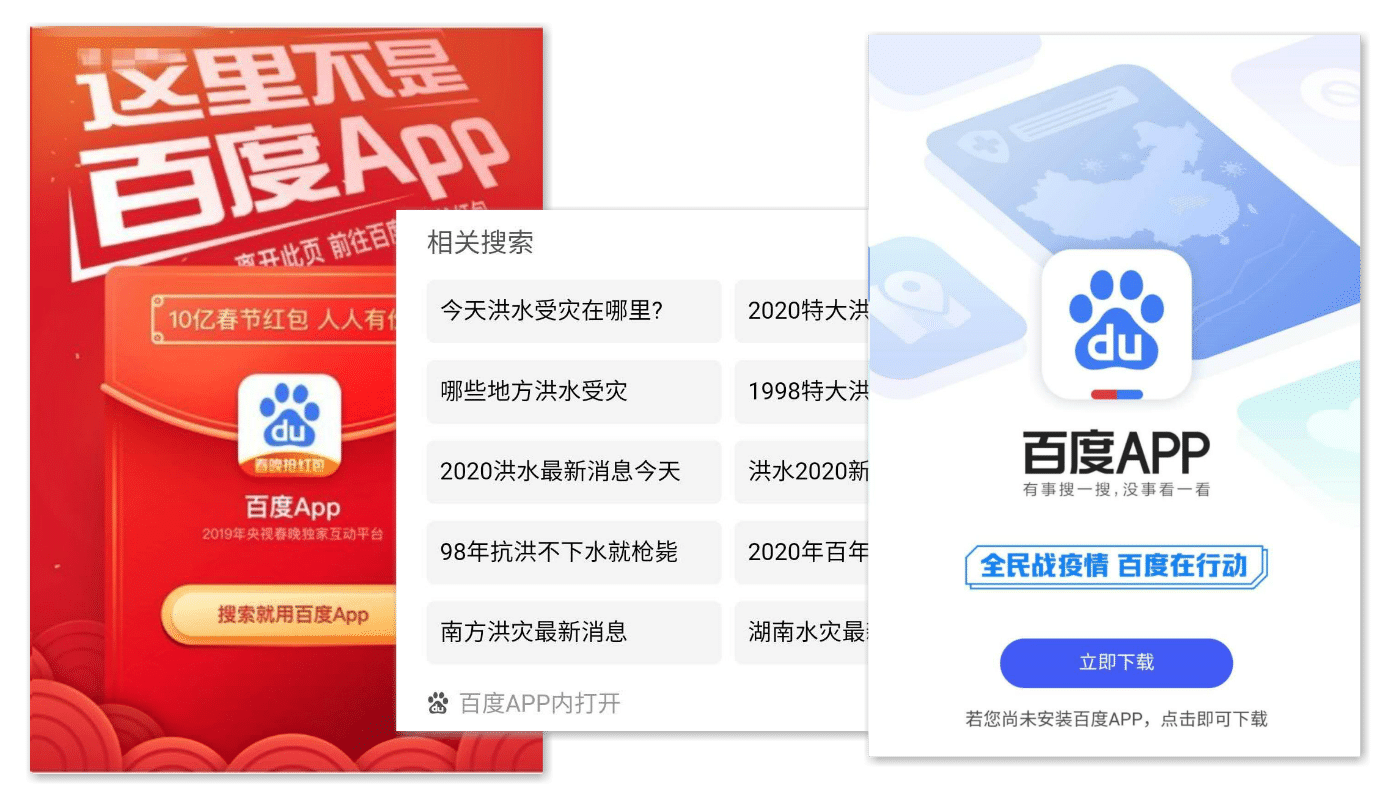 这里不是
百度App
离开此页 前往百
红包
10亿春节红包 人人有
du
春晚抢红包
百度App
2019年央视春晚独家互动平台
搜索就用百度App
相关搜索
今天洪水受灾在哪里?
2020特大洪
哪些地方洪水受灾
1998特大洪
2020洪水最新消息今天
洪水2020新
98年抗洪不下水就枪毙
2020年百年
南方洪灾最新消息
湖南水灾最
du
百度APP内打开
du
百度APP
有事搜一搜,没事看一看
全民战疫情 百度在行动
立即下载
若您尚未安装百度APP，点击即可下载